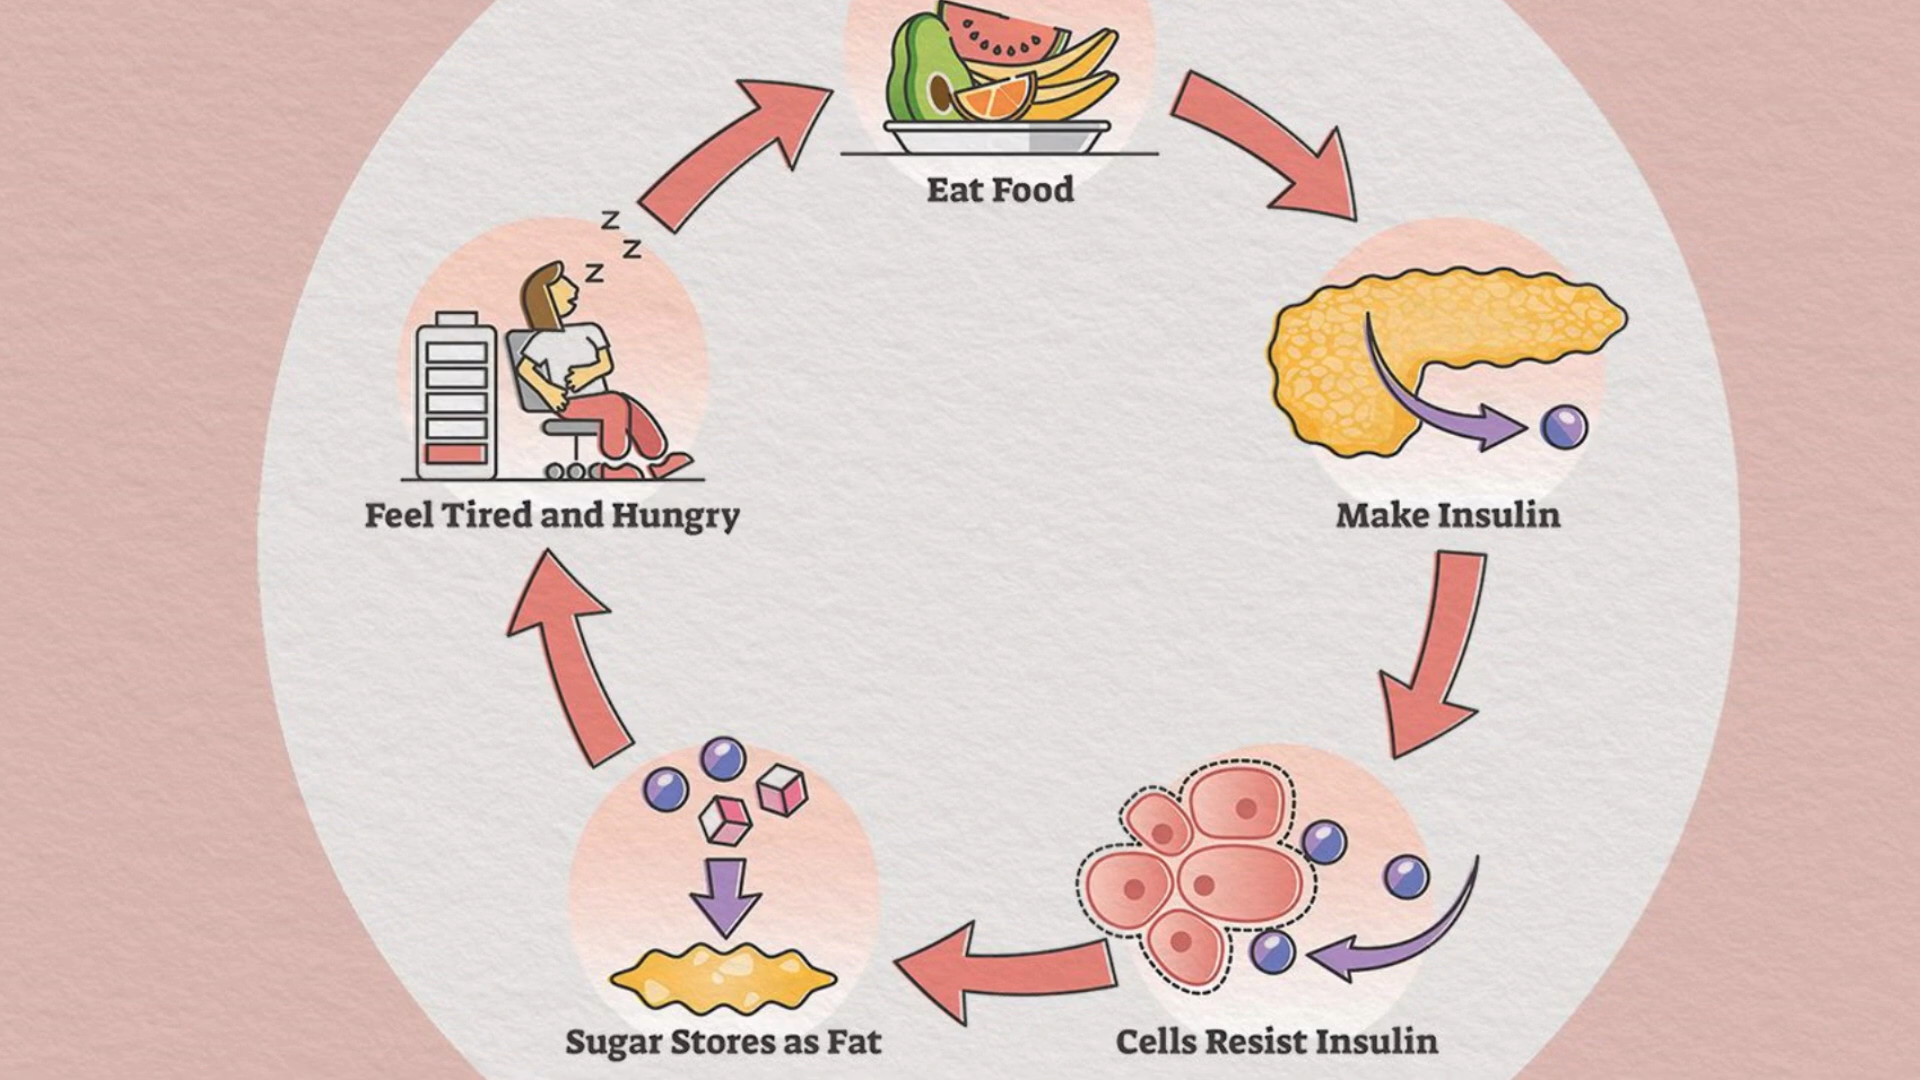 Eat Food
Make Insulin
Cells Resist Insulin
Sugar Stores as Fat
Feel Tired and Hungry
z
z
z